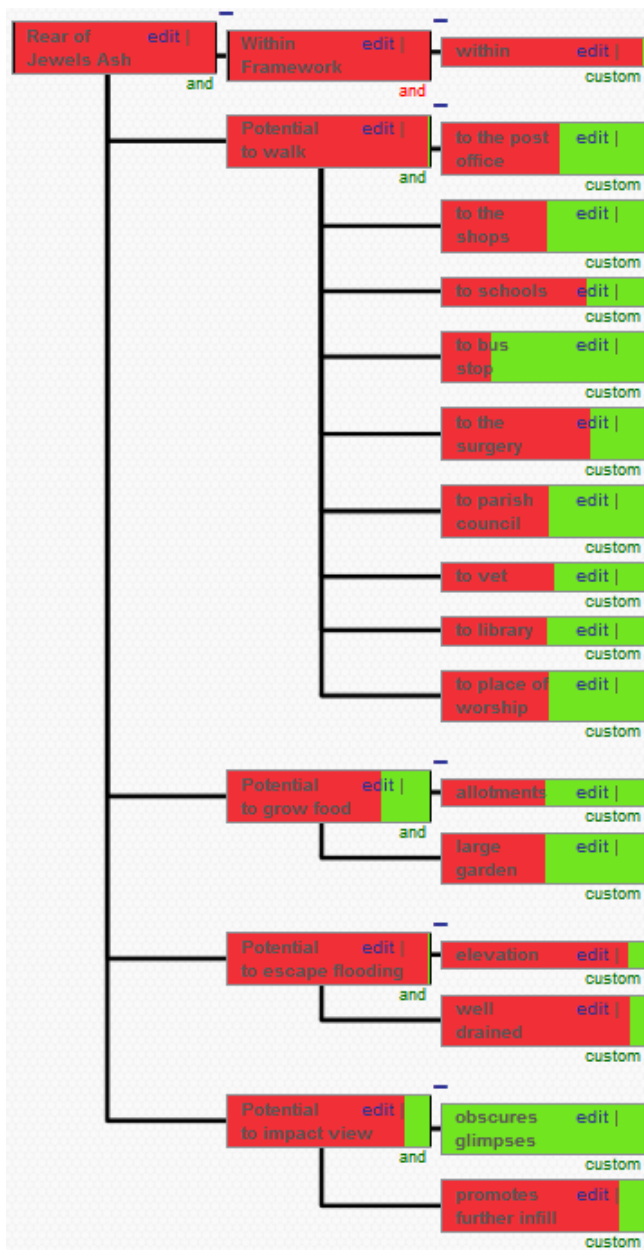 Rear of edit |
Jewels Ash
and
Within edit |
Framework
and
within
custom
Potential edit |
to walk
and
to the post edit |
office
custom
to the edit |
shops
custom
to schools edit |
custom
to bus edit |
stop
custom
to the edit |
surgery
custom
to parish edit |
council
custom
to vet edit |
custom
to library edit |
custom
to place of edit |
worship
custom
Potential edit |
to grow food
and
allotments edit |
custom
large edit |
garden
custom
Potential edit |
to escape flooding
and
elevation edit |
custom
well edit |
drained
custom
Potential edit |
to impact view
and
obscures edit |
glimpses
custom
promotes edit |
further infill
custom